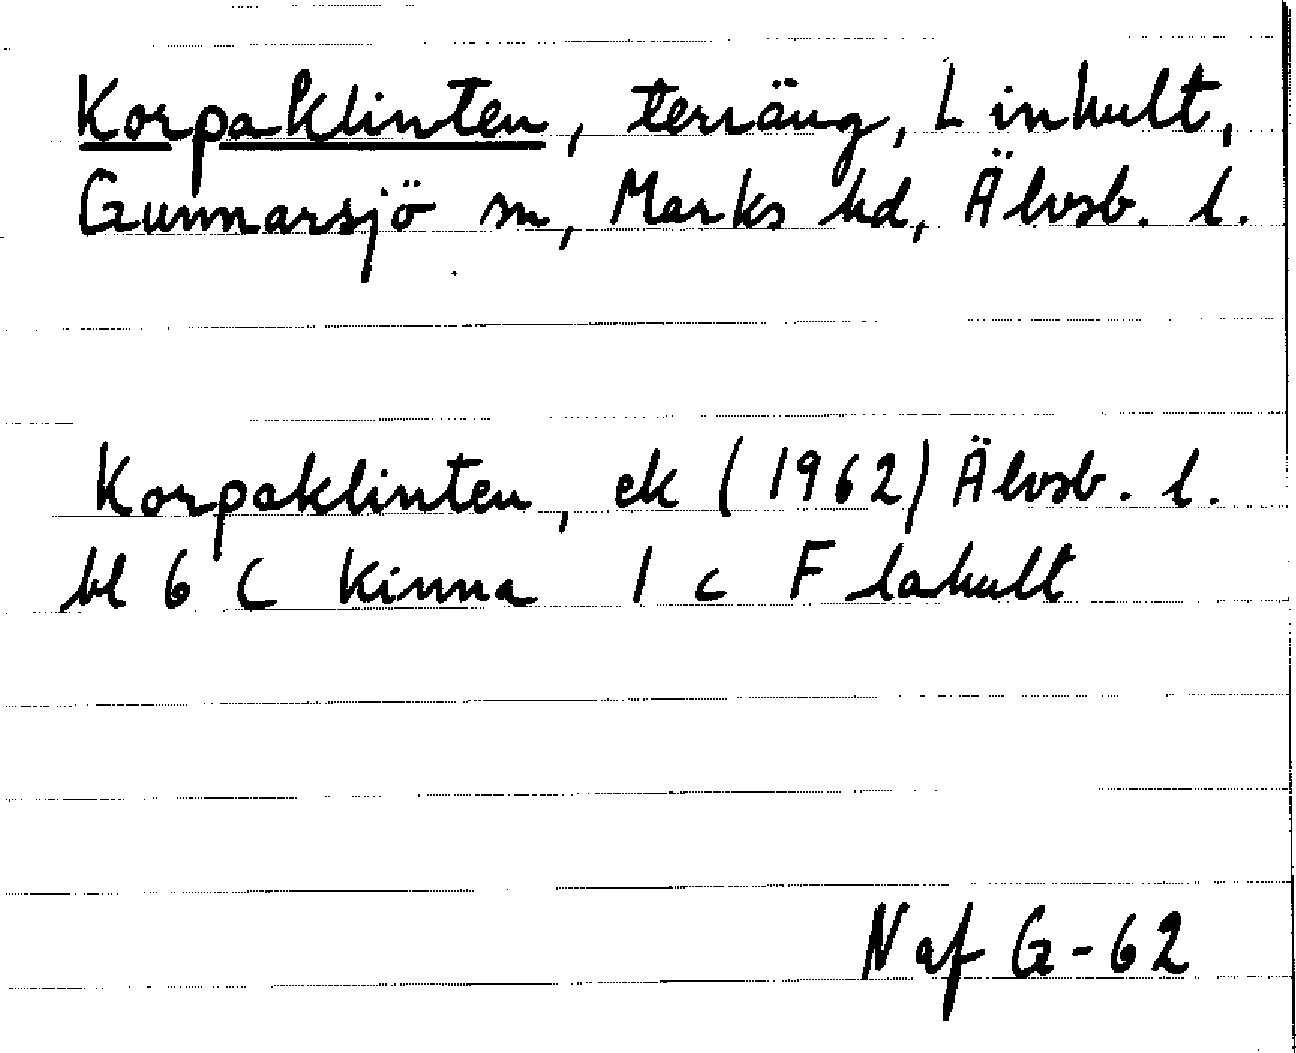 Korpaklinten, terräng, Linhult,
Gunnarsjö sn, Marks hd, Älvsb. l.
Korpaklinten, ek (1962) Älvsb. l.
bl 6 C Kinna 1 c Flahult
N af G-62